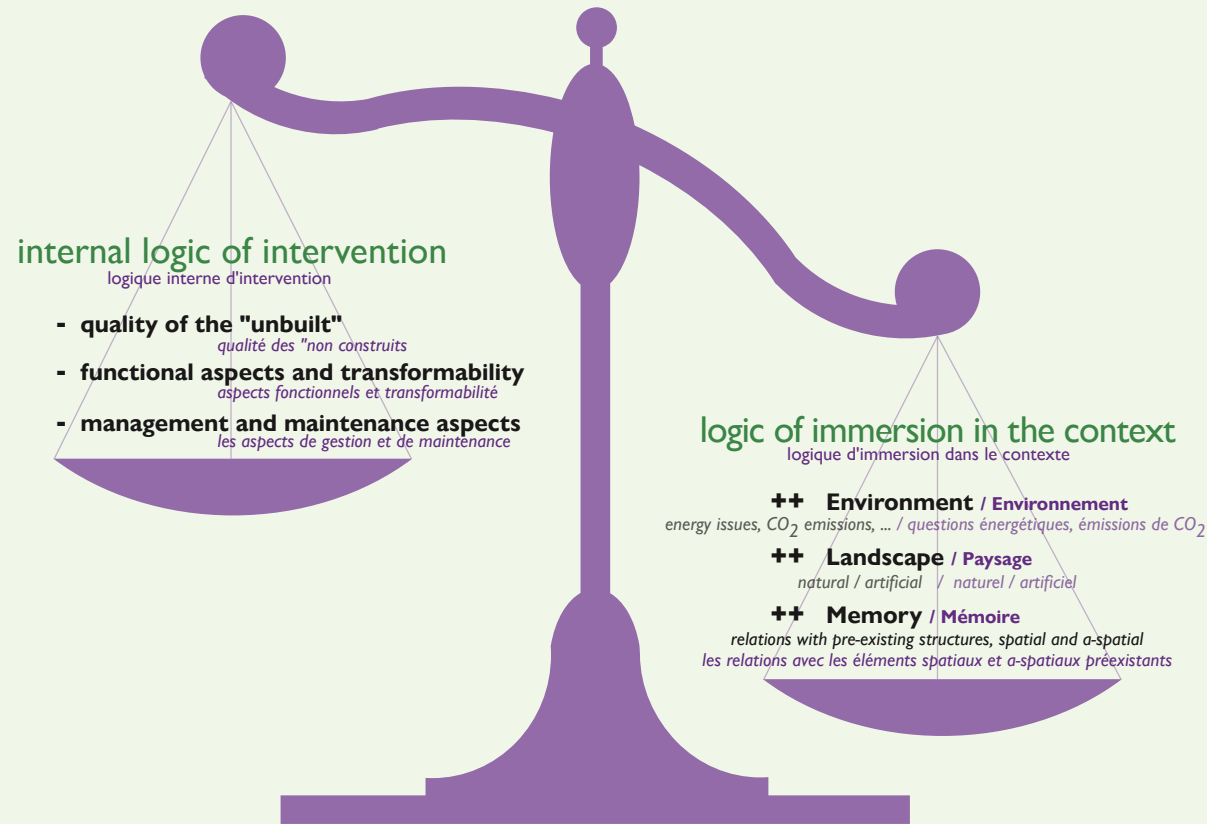 internal logic of intervention
logique interne d'intervention
- quality of the "unbuilt"
qualité des "non construits
- functional aspects and transformability
aspects fonctionnels et transformabilité
- management and maintenance aspects
les aspects de gestion et de maintenance
logic of immersion in the context
logique d'immersion dans le contexte
++ Environment / Environnement
energy issues, CO2 emissions, ... / questions énergétiques, émissions de CO2
++ Landscape / Paysage
natural / artificial / naturel / artificiel
++ Memory / Mémoire
relations with pre-existing structures, spatial and a-spatial
les relations avec les éléments spatiaux et a-spatiaux préexistants